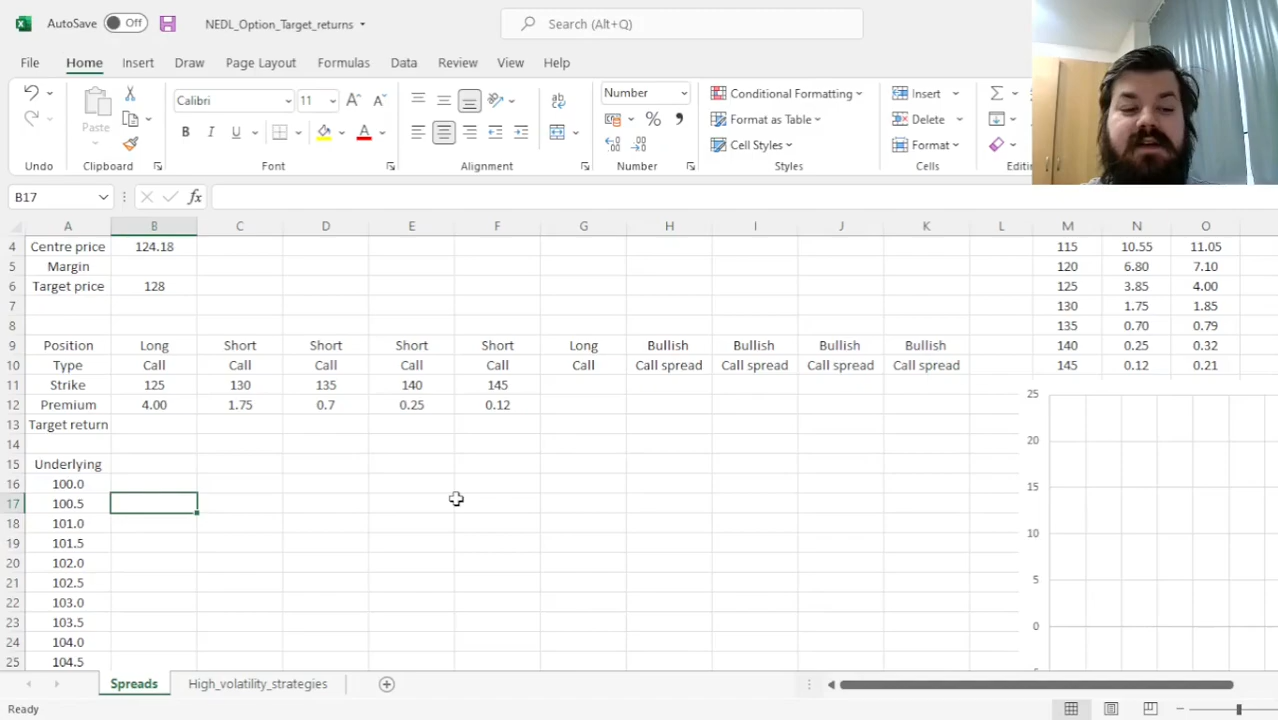 AutoSave Off NEDL_Option_Target_returns Search (Alt+Q)
File Home Insert Draw Page Layout Formulas Data Review View Help
Calibri 11 Number Conditional Formatting Insert
Paste Format as Table Delete
Cell Styles Format
Undo Clipboard Font Alignment Number Styles Cells
B17
A B C D E F G H I J K L M N O
4 Centre price 124.18 115 10.55 11.05
5 Margin 120 6.80 7.10
6 Target price 128 125 3.85 4.00
7 130 1.75 1.85
8 135 0.70 0.79
9 Position Long Short Short Short Short Long Bullish Bullish Bullish Bullish 140 0.25 0.32
10 Type Call Call Call Call Call Call Call spread Call spread Call spread Call spread 145 0.12 0.21
11 Strike 125 130 135 140 145
12 Premium 4.00 1.75 0.7 0.25 0.12
13 Target return
14
15 Underlying
16 100.0
17 100.5
18 101.0
19 101.5
20 102.0
21 102.5
22 103.0
23 103.5
24 104.0
25 104.5
25
20
15
10
5
0
Spreads High_volatility_strategies
Ready